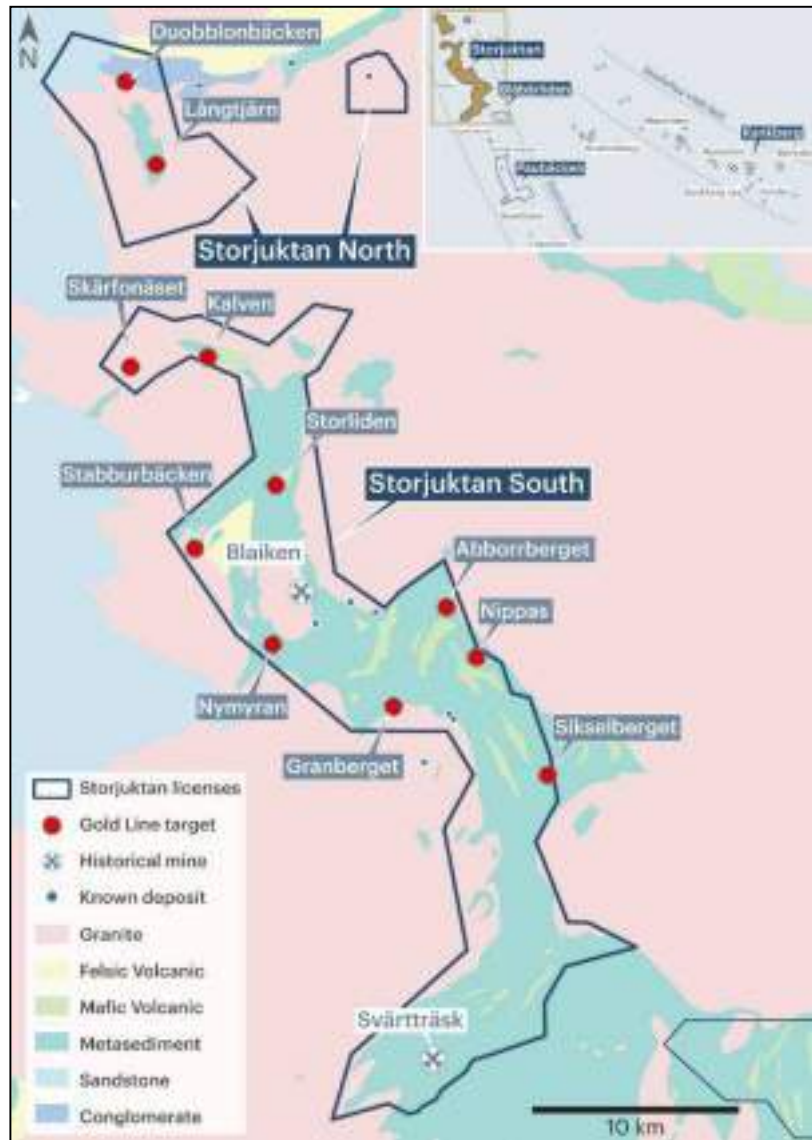 Duobblonbäcken
N
Långtjärn
Storjuktan
Storjuktan North
Skärfonäset
Kalven
Storliden
Stabburbäcken
Storjuktan South
Blaiken
Abborrberget
Nippas
Nymyran
Granberget
Sikselberget
Storjuktan licenses
Gold Line target
Historical mine
Known deposit
Granite
Felsic Volcanic
Mafic Volcanic
Metasediment
Sandstone
Conglomerate
Svärtträsk
10 km